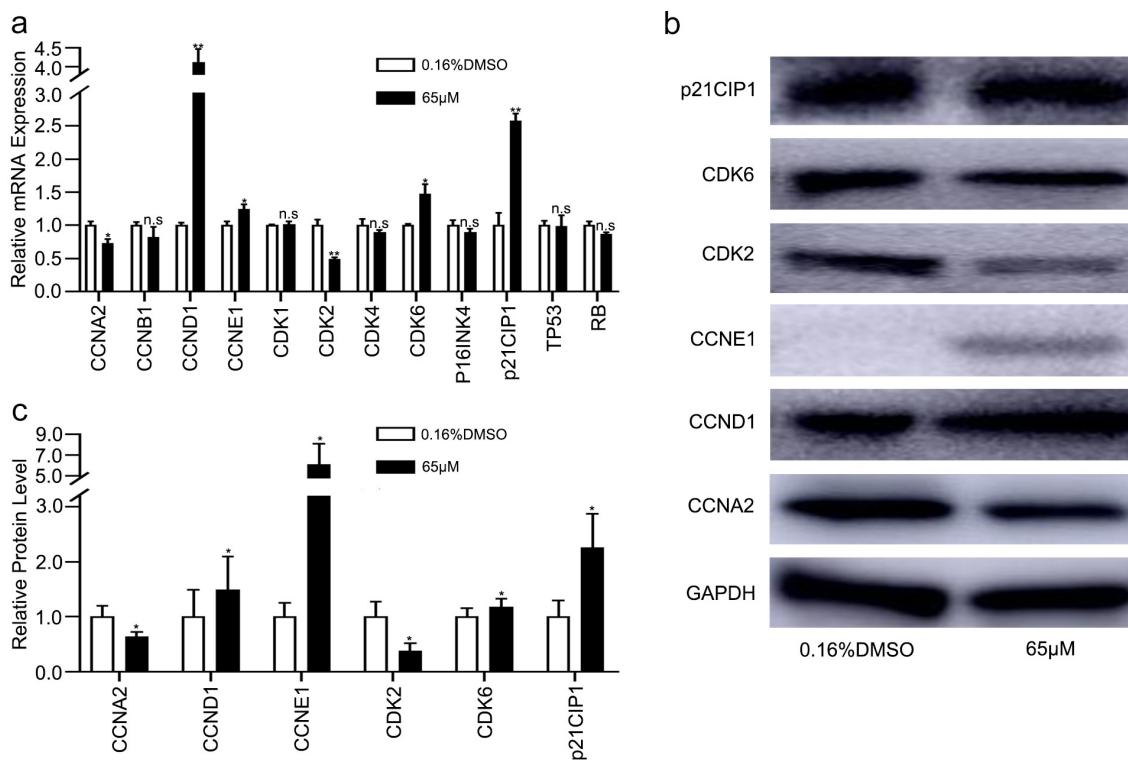 a
Relative mRNA Expression
4.5
4.0
3.0
2.5
2.0
1.5
1.0
0.5
0.0
0.16%DMSO
65μM
*
n.s
**
*
n.s
**
n.s
*
n.s
**
n.s
n.s
CCNA2
CCNB1
CCND1
CCNE1
CDK1
CDK2
CDK4
CDK6
P16INK4
p21CIP1
TP53
RB
b
p21CIP1
CDK6
CDK2
CCNE1
CCND1
CCNA2
GAPDH
0.16%DMSO
65μM
c
Relative Protein Level
9.0
7.0
5.0
3.0
2.0
1.0
0.0
0.16%DMSO
65μM
*
*
*
*
*
*
CCNA2
CCND1
CCNE1
CDK2
CDK6
p21CIP1